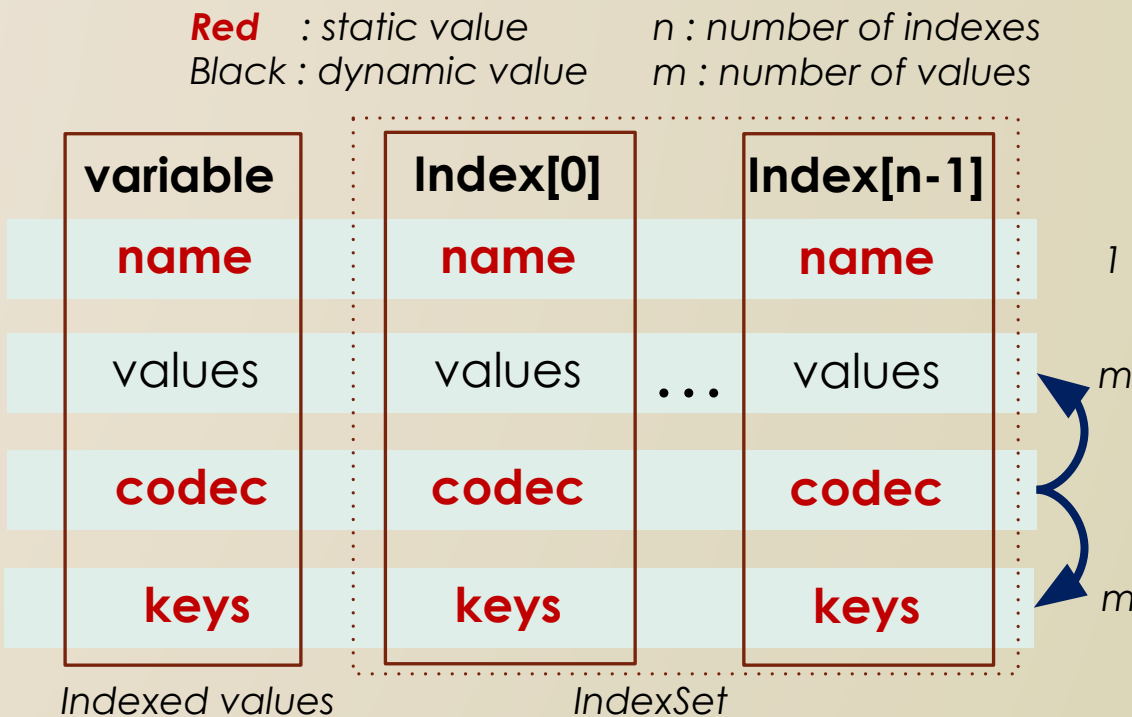 Red : static value n : number of indexes
Black : dynamic value m : number of values
variable Index[0] Index[n-1]
name name name 1
values values ... values m
codec codec codec
keys keys keys m
Indexed values IndexSet